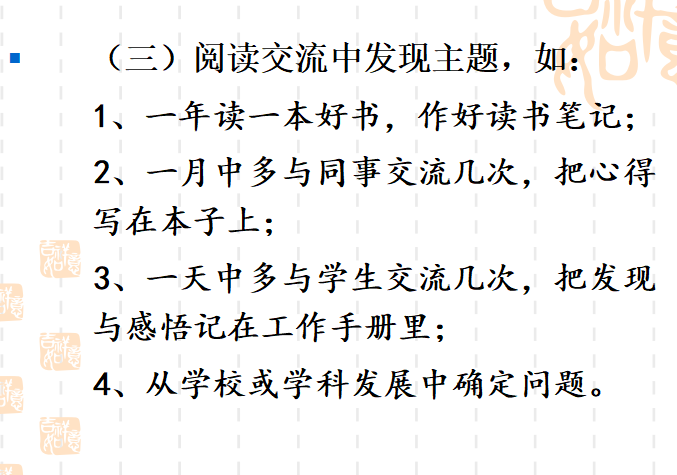 （三）阅读交流中发现主题，如：
1、一年读一本好书，作好读书笔记；
2、一月中多与同事交流几次，把心得
写在本子上；
3、一天中多与学生交流几次，把发现
与感悟记在工作手册里；
4、从学校或学科发展中确定问题。